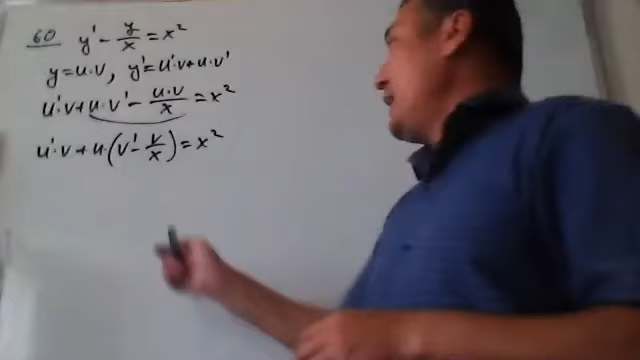 60 y' - y/x = x²
y = u·v, y' = u'·v + u·v'
u'·v + u·v' - u·v/x = x²
u'·v + u·(v' - v/x) = x²